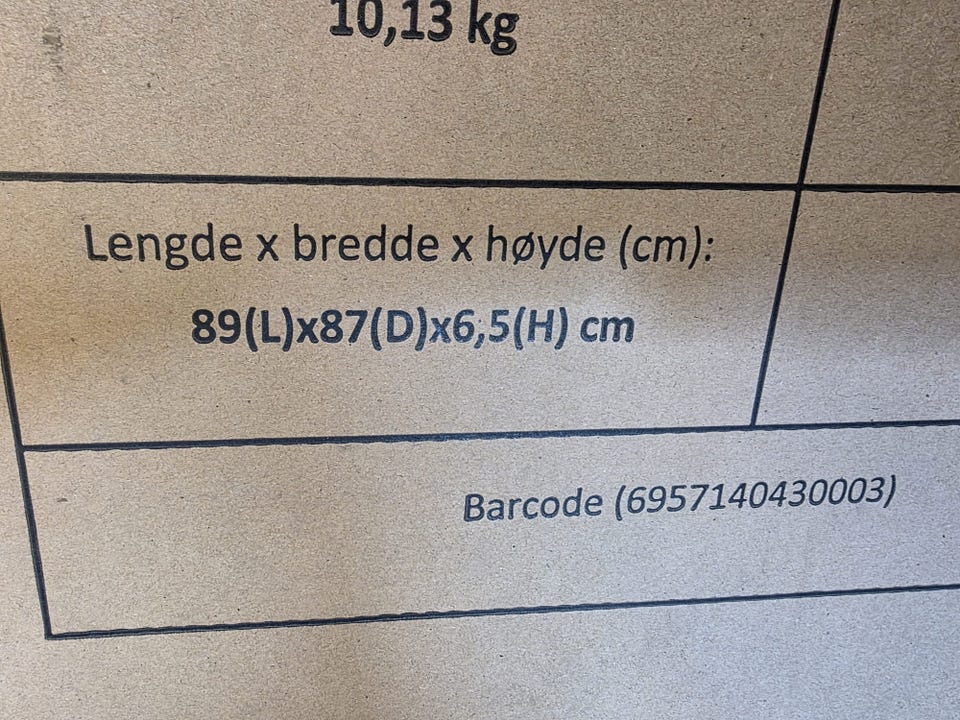 10,13 kg
Lengde x bredde x høyde (cm):
89(L)x87(D)x6,5(H) cm
Barcode (6957140430003)